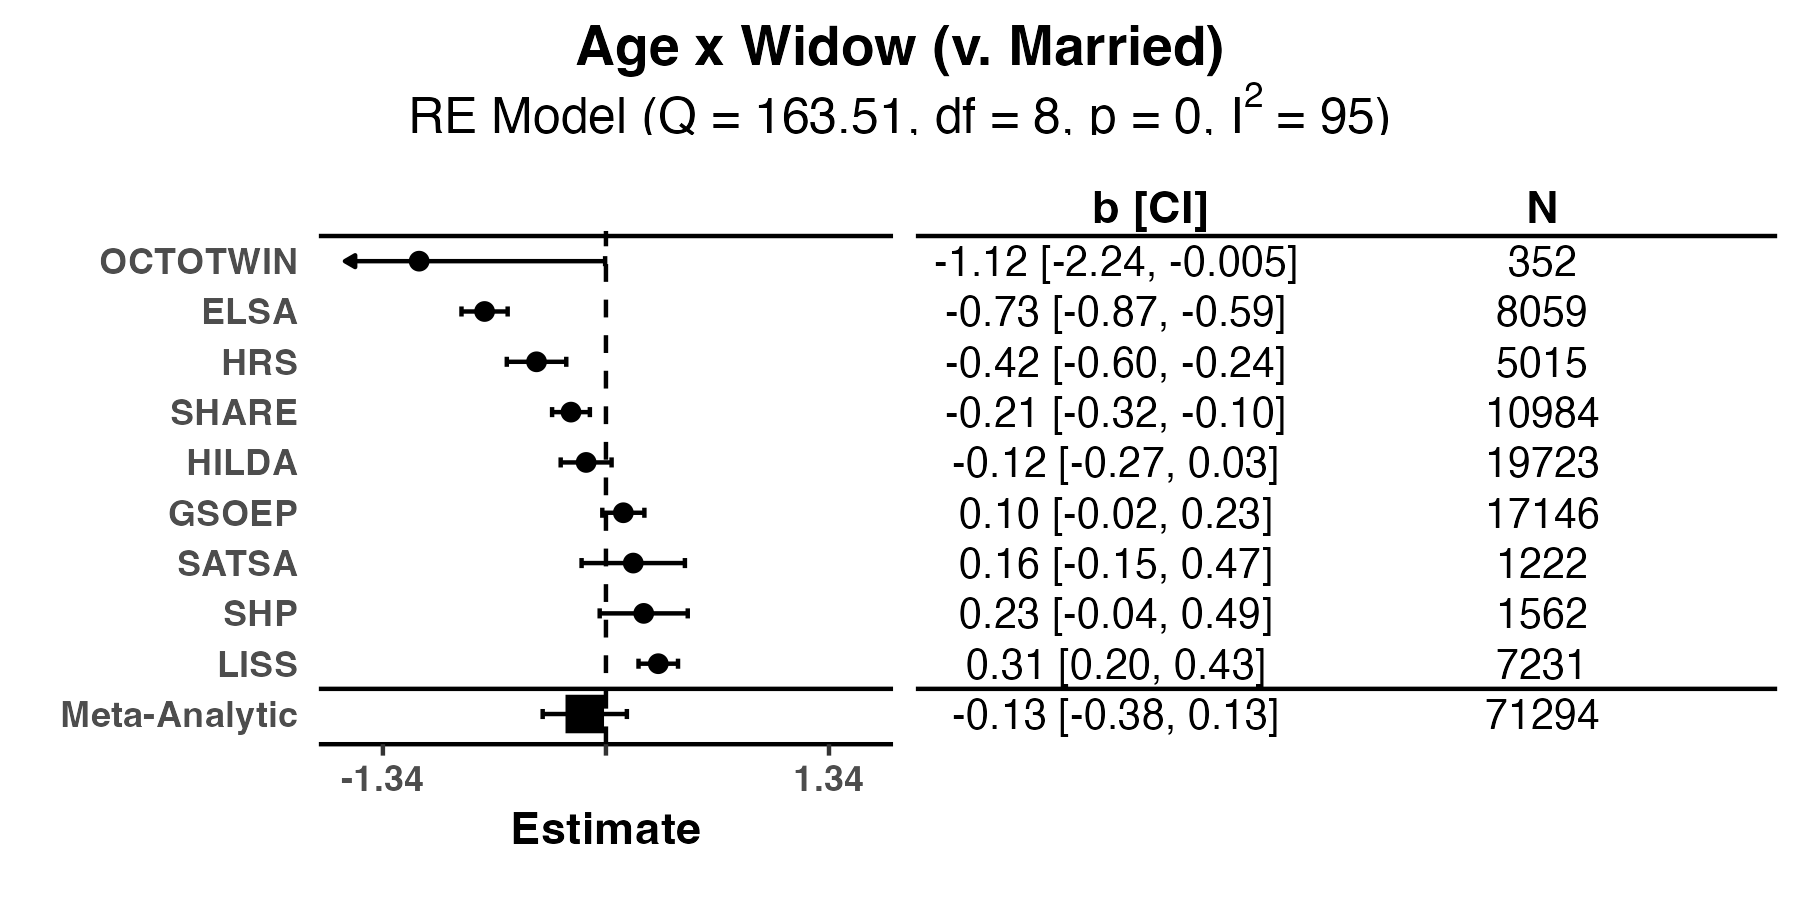 Age x Widow (v. Married)
RE Model (Q = 163.51, df = 8, p = 0, I² = 95)
b [CI] N
OCTOTWIN -1.12 [-2.24, -0.005] 352
ELSA -0.73 [-0.87, -0.59] 8059
HRS -0.42 [-0.60, -0.24] 5015
SHARE -0.21 [-0.32, -0.10] 10984
HILDA -0.12 [-0.27, 0.03] 19723
GSOEP 0.10 [-0.02, 0.23] 17146
SATSA 0.16 [-0.15, 0.47] 1222
SHP 0.23 [-0.04, 0.49] 1562
LISS 0.31 [0.20, 0.43] 7231
Meta-Analytic -0.13 [-0.38, 0.13] 71294
-1.34 1.34
Estimate